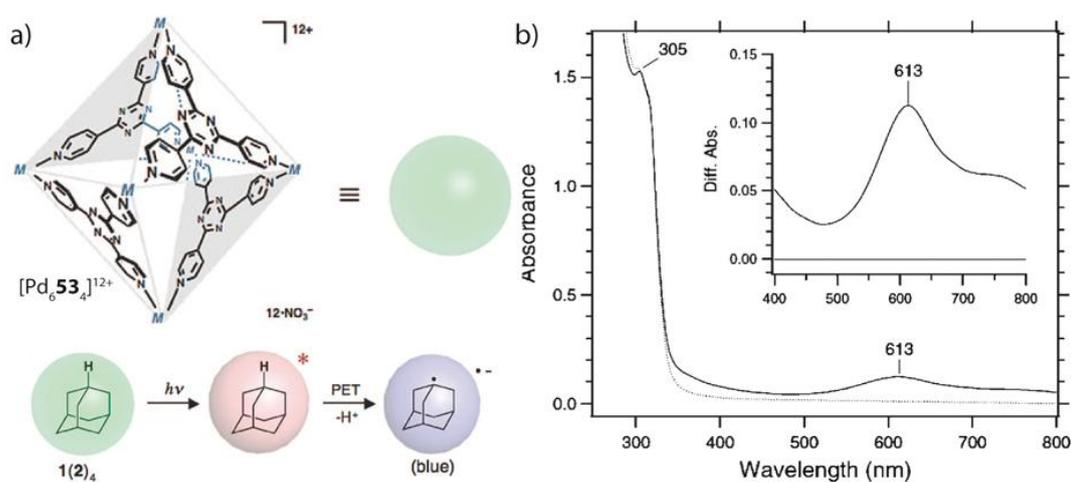 a)
M
12+
N
N
N
N
N
N
N
N
N
N
N
M
M
M
M
N
N
N
N
N
N
N
N
N
N
M
[Pd₆53₄]¹²⁺
12·NO₃⁻
≡
H
1(2)₄
hν
H
*
PET
-H⁺
•
• -
(blue)
b)
Absorbance
1.5
1.0
0.5
0.0
305
613
300
400
500
600
700
800
Wavelength (nm)
Diff. Abs.
0.15
0.10
0.05
0.00
613
400
500
600
700
800